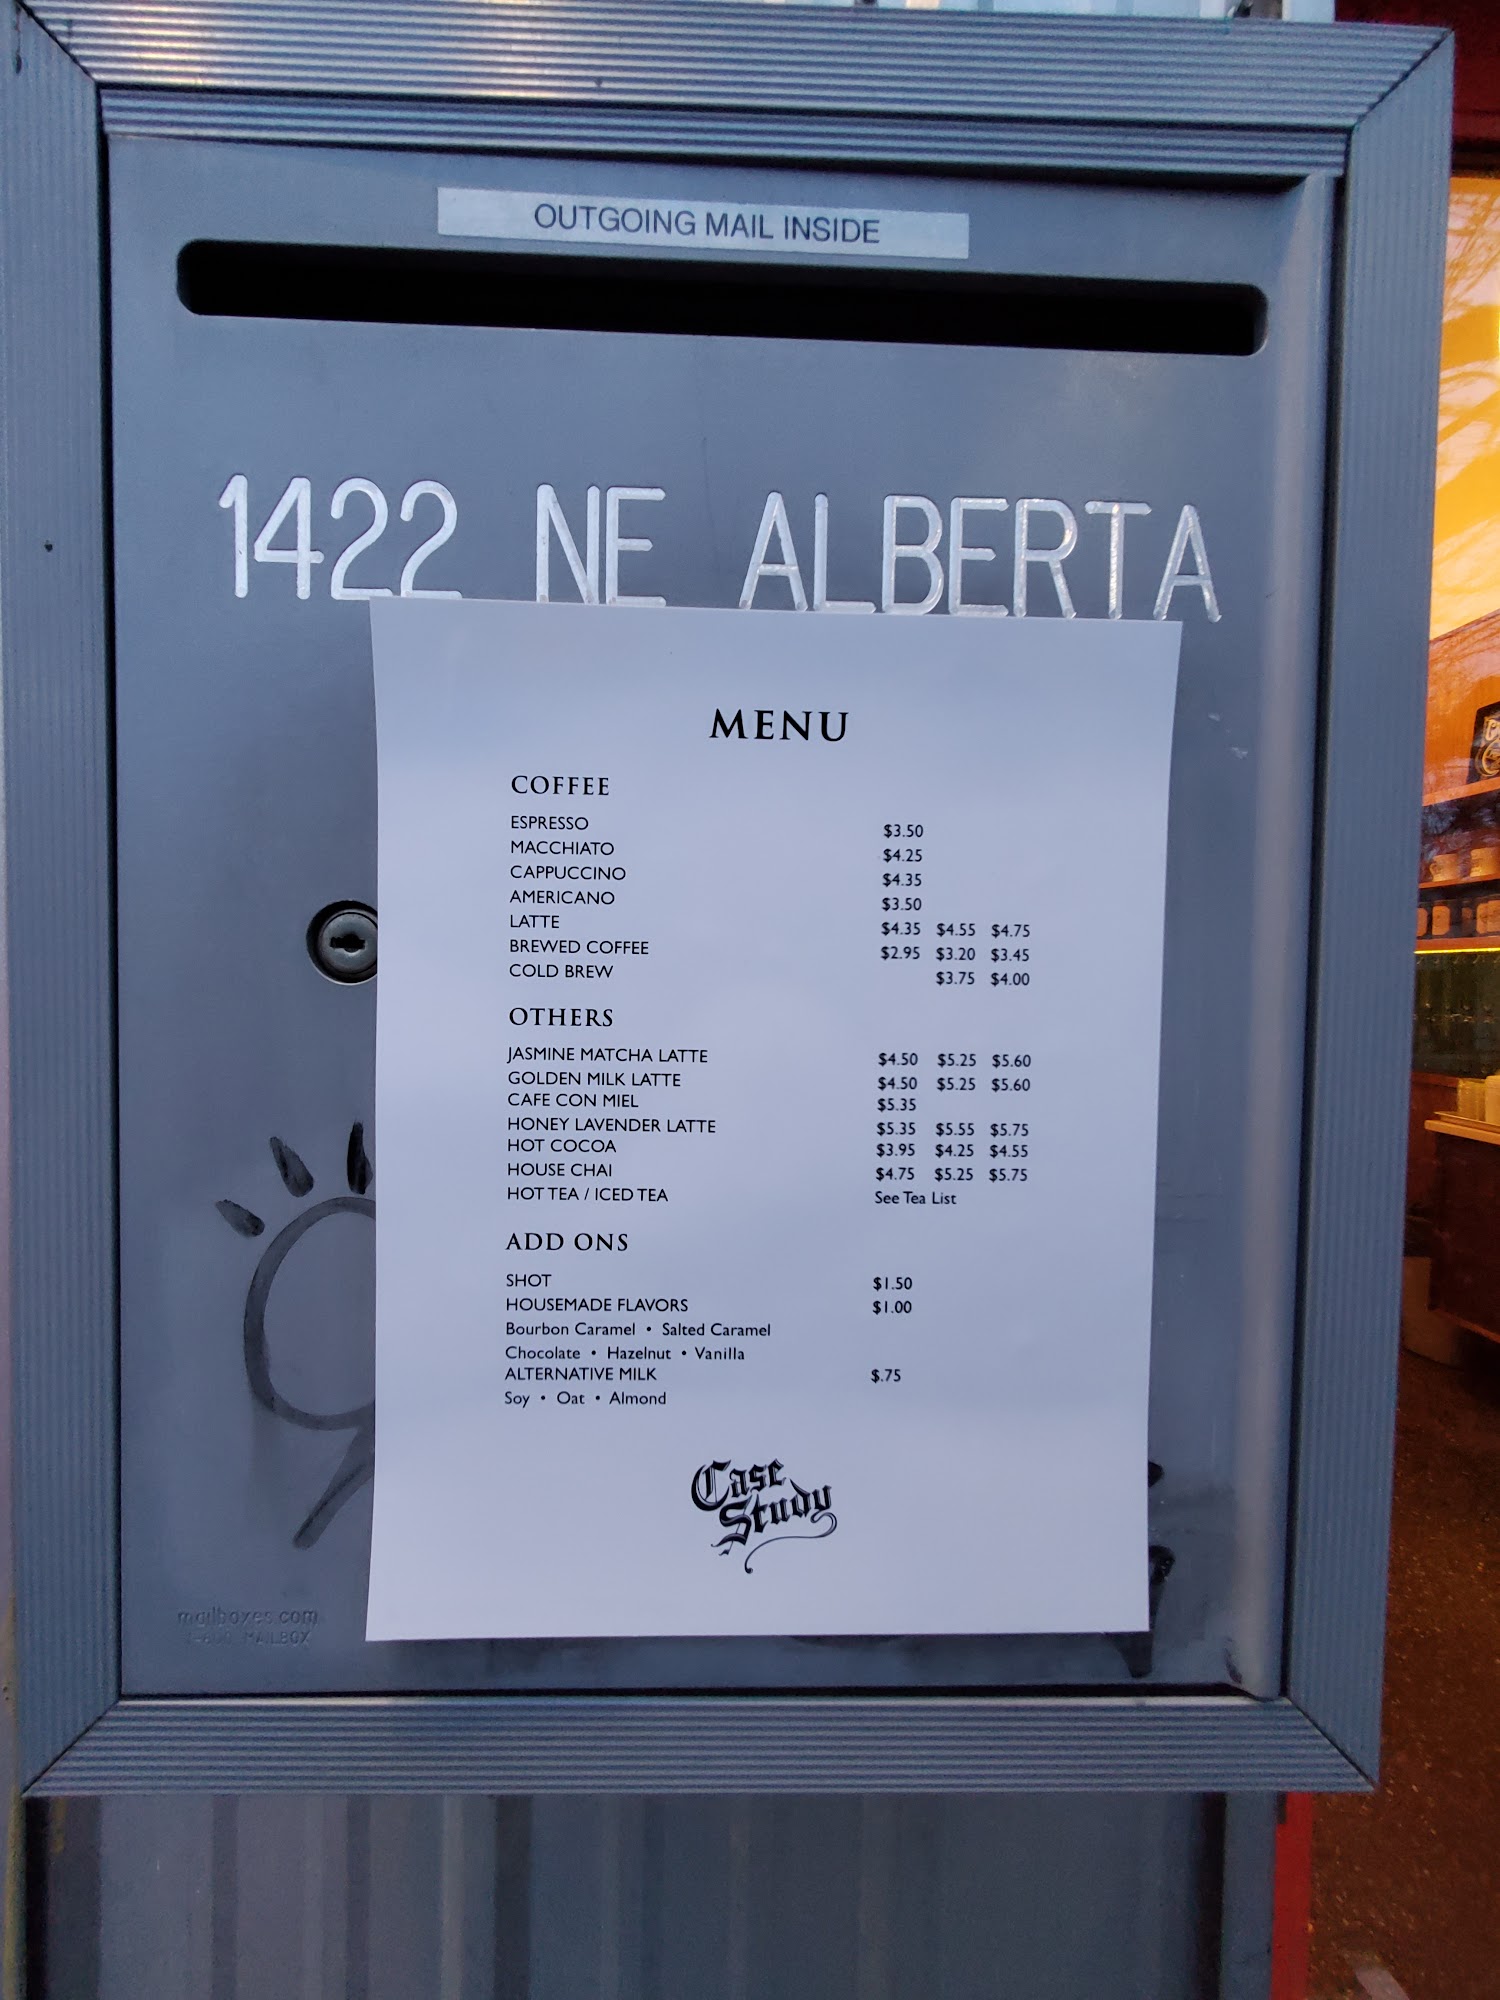 OUTGOING MAIL INSIDE
1422 NE ALBERTA
MENU
COFFEE
ESPRESSO $3.50
MACCHIATO $4.25
CAPPUCCINO $4.35
AMERICANO $3.50
LATTE $4.35 $4.55 $4.75
BREWED COFFEE $2.95 $3.20 $3.45
COLD BREW $3.75 $4.00
OTHERS
JASMINE MATCHA LATTE $4.50 $5.25 $5.60
GOLDEN MILK LATTE $4.50 $5.25 $5.60
CAFE CON MIEL $5.35
HONEY LAVENDER LATTE $5.35 $5.55 $5.75
HOT COCOA $3.95 $4.25 $4.55
HOUSE CHAI $4.75 $5.25 $5.75
HOT TEA / ICED TEA See Tea List
ADD ONS
SHOT $1.50
HOUSEMADE FLAVORS $1.00
Bourbon Caramel • Salted Caramel
Chocolate • Hazelnut • Vanilla
ALTERNATIVE MILK $.75
Soy • Oat • Almond
Case
Study
mailboxes.com
MAILBOX